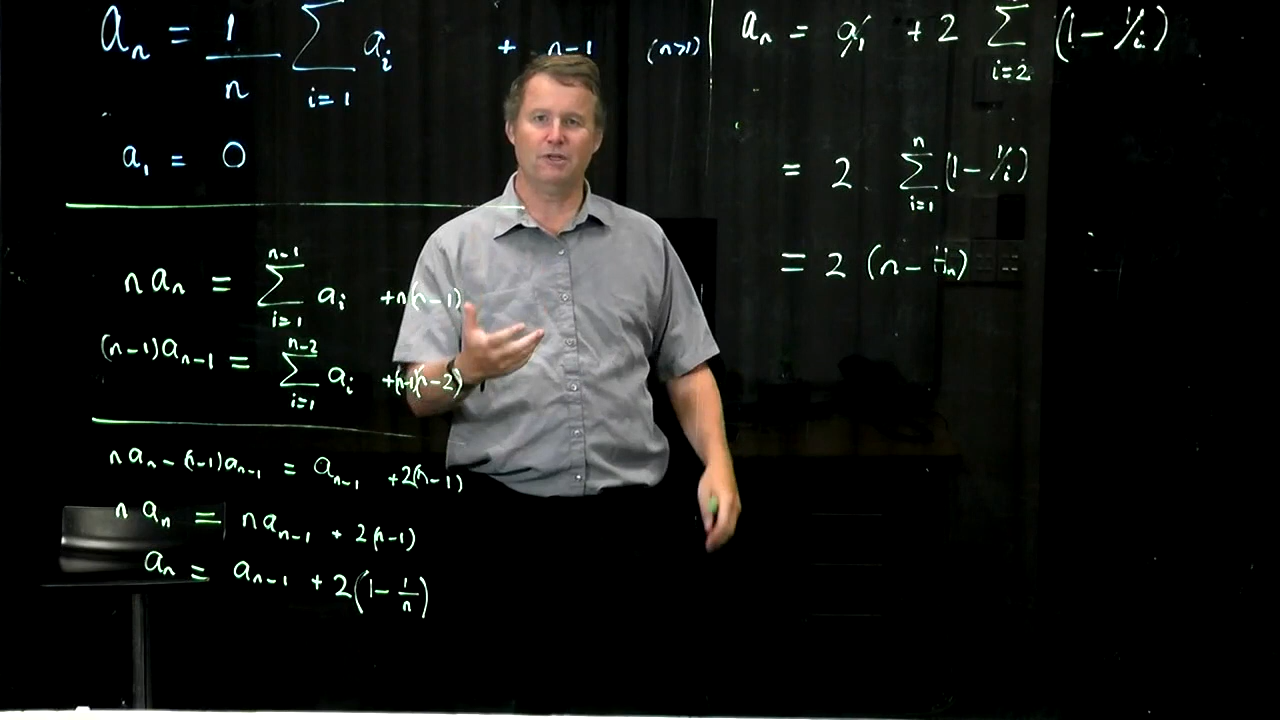 aₙ = 1/n Σ_{i=1} aᵢ + n-1 (n>1)
a₁ = 0
n aₙ = Σ_{i=1}^{n-1} aᵢ + n(n-1)
(n-1)aₙ₋₁ = Σ_{i=1}^{n-2} aᵢ + (n-1)(n-2)
n aₙ - (n-1)aₙ₋₁ = aₙ₋₁ + 2(n-1)
n aₙ = n aₙ₋₁ + 2(n-1)
aₙ = aₙ₋₁ + 2(1 - 1/n)
aₙ = a₁ + 2 Σ_{i=2} (1 - 1/i)
= 2 Σ_{i=1}^{n} (1 - 1/i)
= 2 (n - Hₙ)